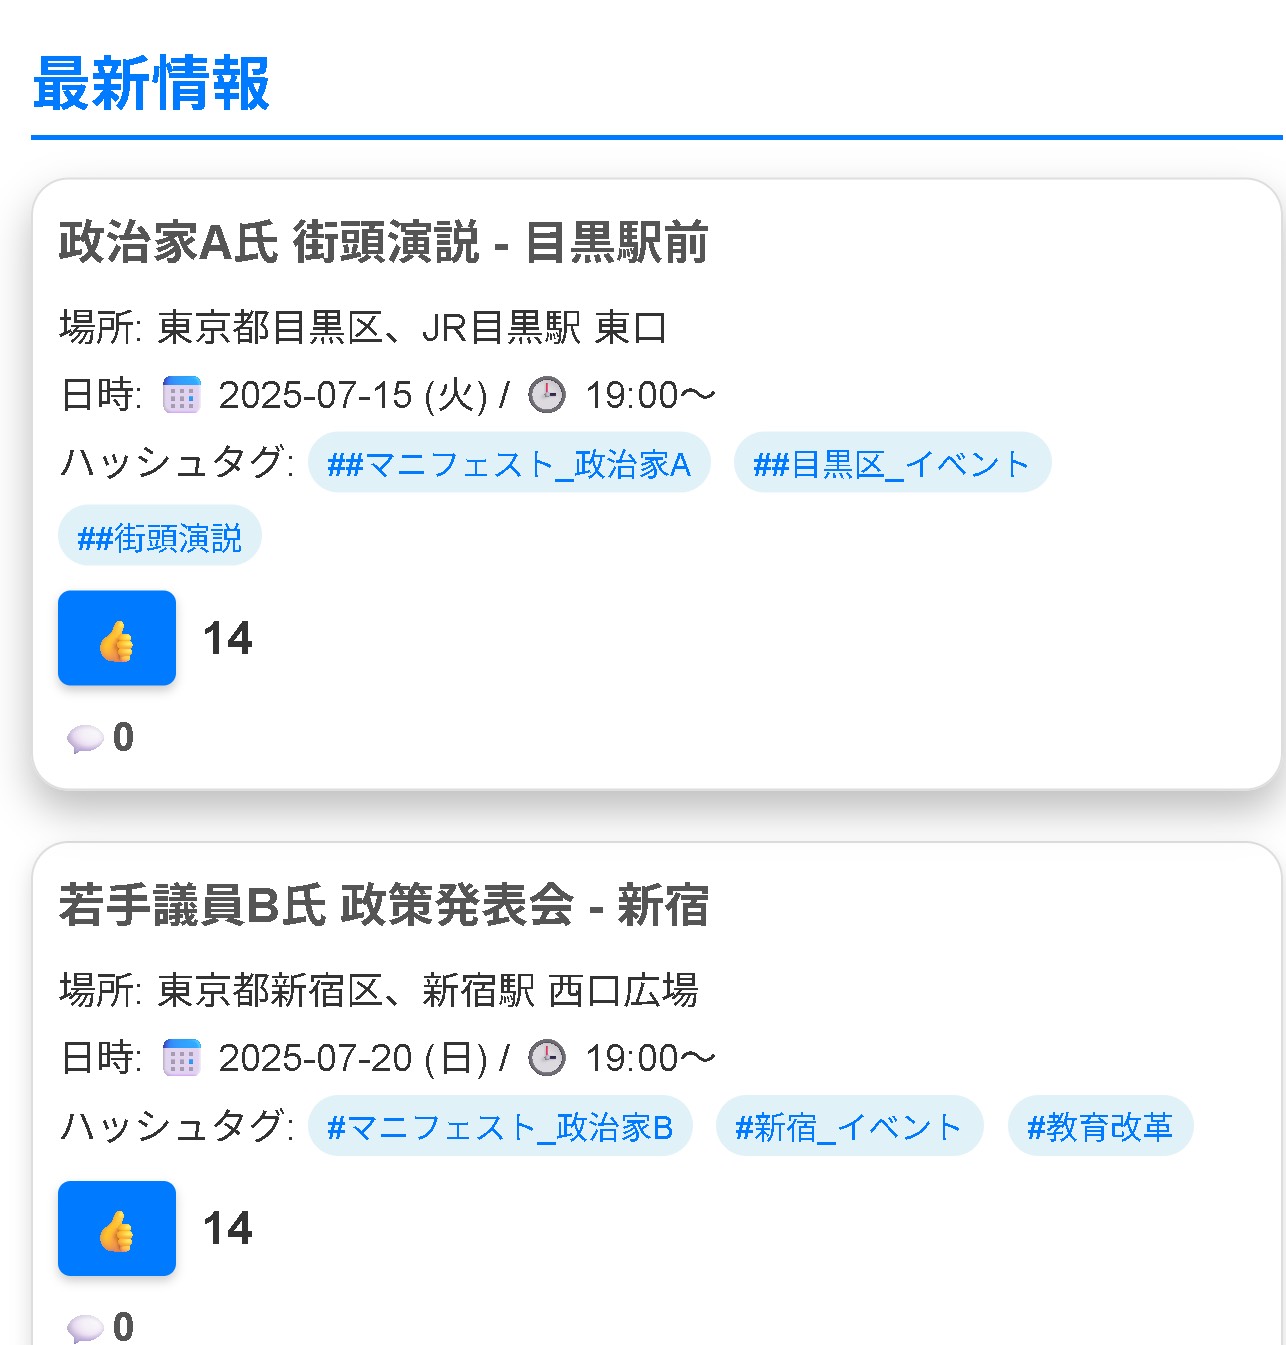 最新情報
政治家A氏 街頭演説 - 目黒駅前
場所: 東京都目黒区、JR目黒駅 東口
日時: 2025-07-15 (火) / 19:00～
ハッシュタグ: ##マニフェスト_政治家A ##目黒区_イベント
##街頭演説
14
0
若手議員B氏 政策発表会 - 新宿
場所: 東京都新宿区、新宿駅 西口広場
日時: 2025-07-20 (日) / 19:00～
ハッシュタグ: #マニフェスト_政治家B #新宿_イベント #教育改革
14
0